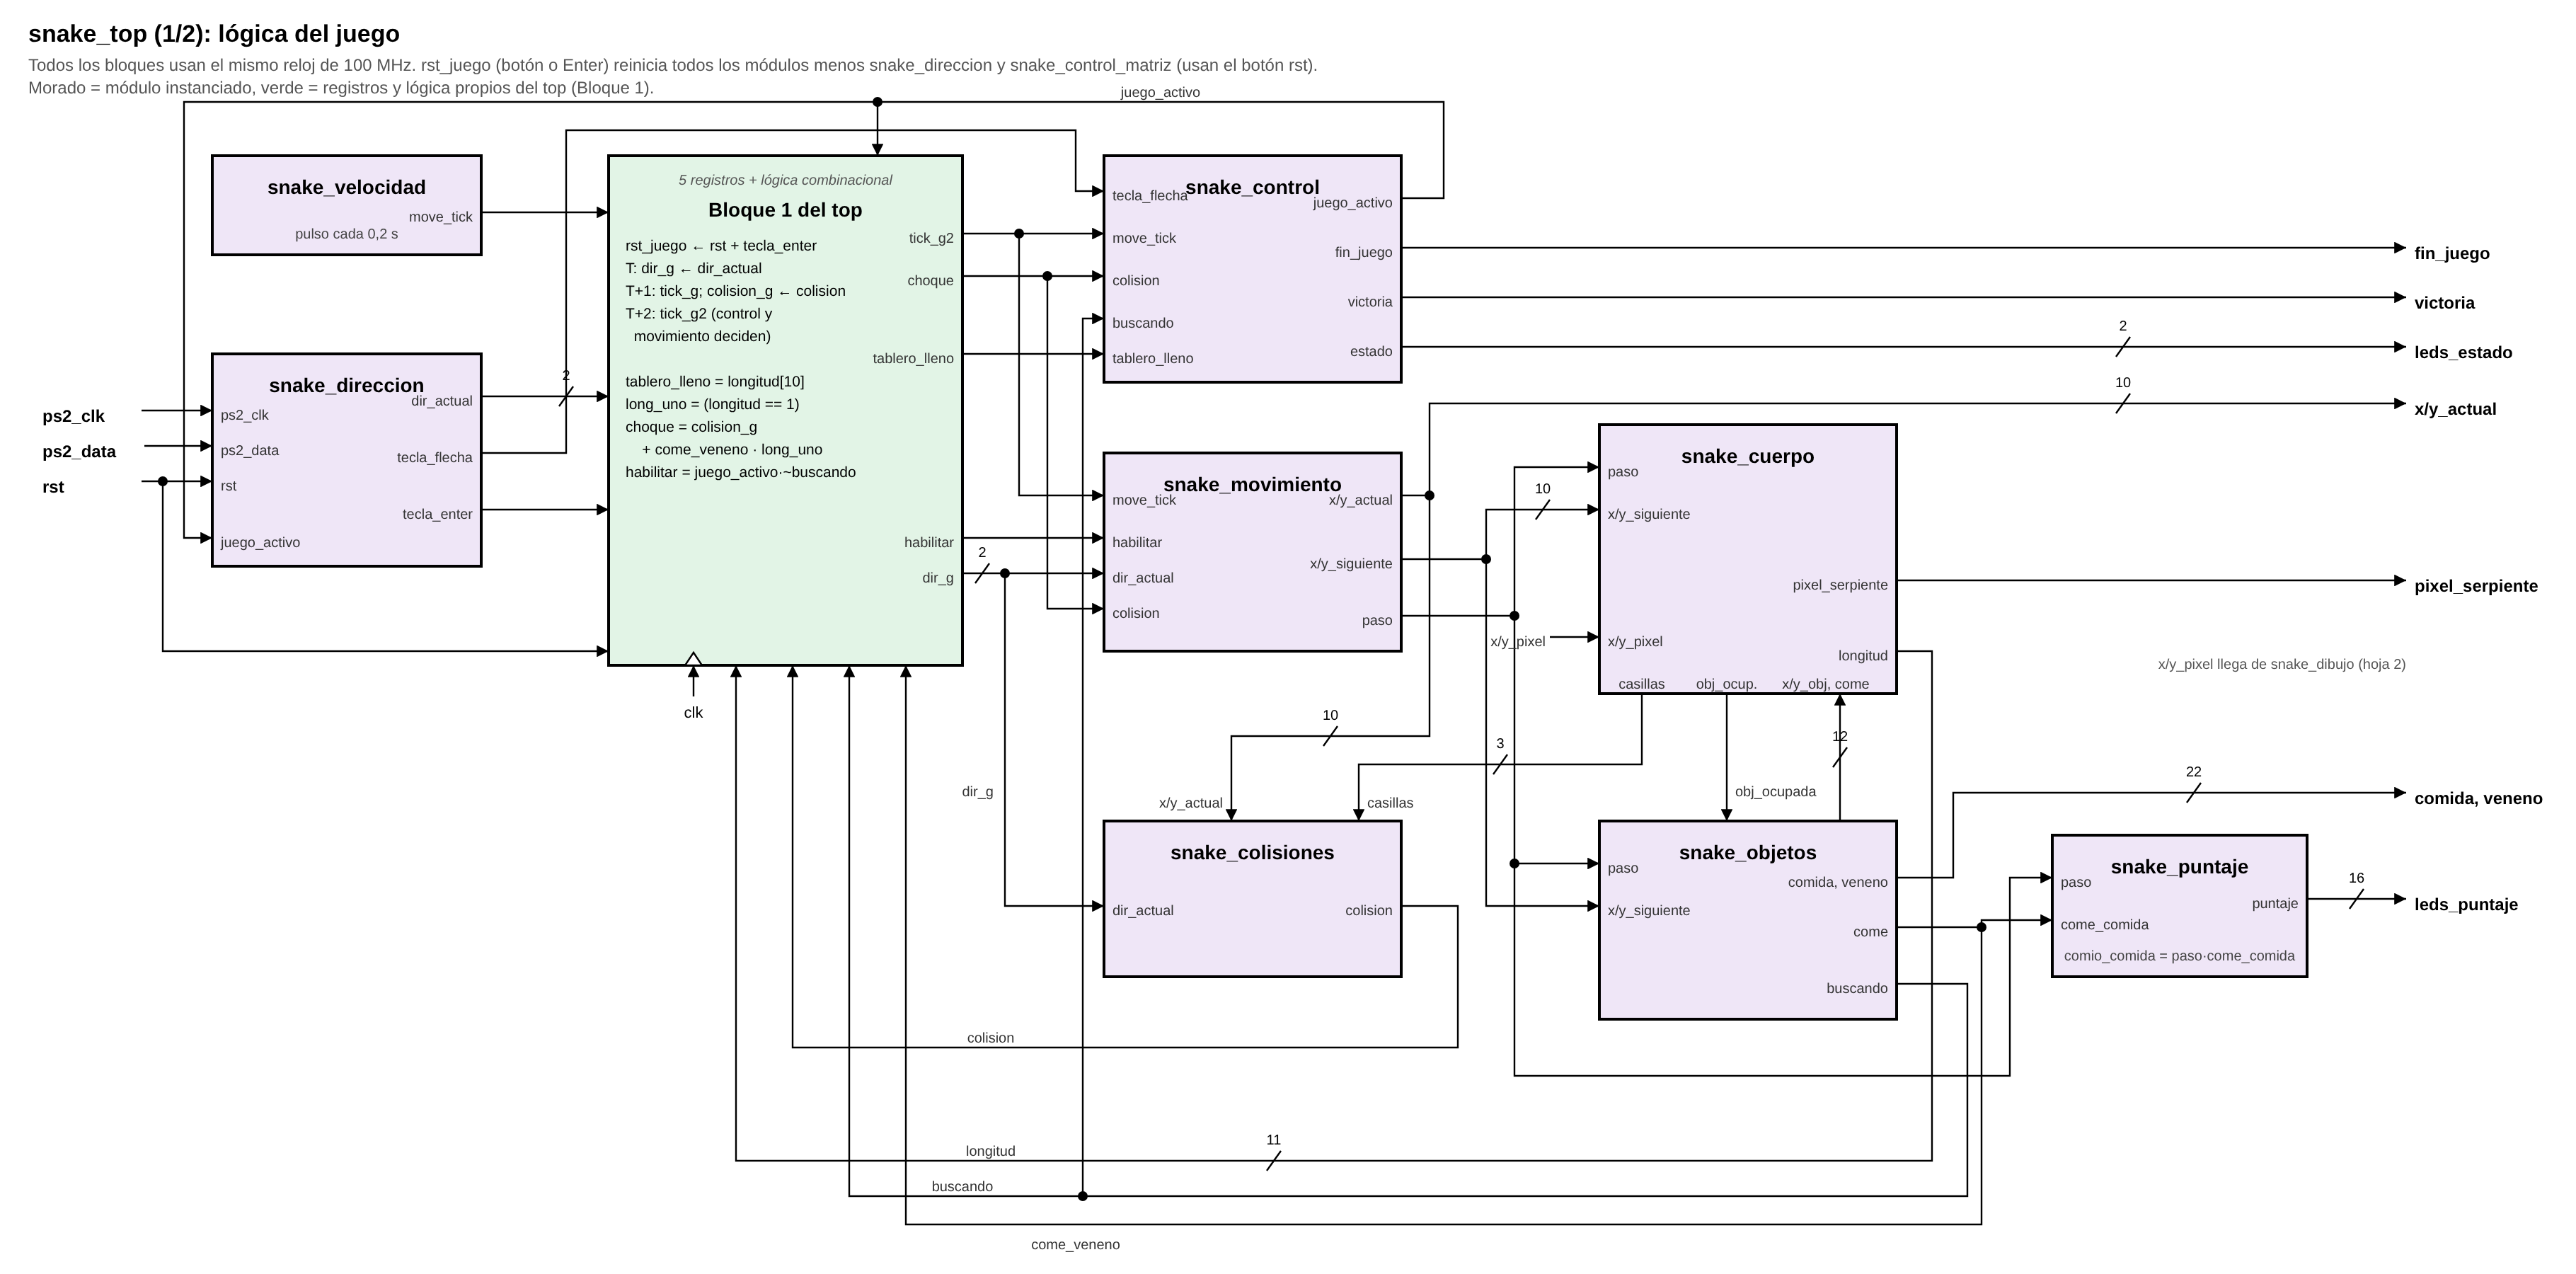 snake_top (1/2): lógica del juego
Todos los bloques usan el mismo reloj de 100 MHz. rst_juego (botón o Enter) reinicia todos los módulos menos snake_direccion y snake_control_matriz (usan el botón rst).
Morado = módulo instanciado, verde = registros y lógica propios del top (Bloque 1).
juego_activo
snake_velocidad
move_tick
pulso cada 0,2 s
snake_direccion
dir_actual
ps2_clk
ps2_data
tecla_flecha
rst
tecla_enter
juego_activo
ps2_clk
ps2_data
rst
2
5 registros + lógica combinacional
Bloque 1 del top
rst_juego ← rst + tecla_enter
T: dir_g ← dir_actual
T+1: tick_g; colision_g ← colision
T+2: tick_g2 (control y
movimiento deciden)
tablero_lleno = longitud[10]
long_uno = (longitud == 1)
choque = colision_g
+ come_veneno · long_uno
habilitar = juego_activo·~buscando
tick_g2
choque
tablero_lleno
habilitar
dir_g
2
clk
snake_control
tecla_flecha
juego_activo
move_tick
fin_juego
colision
victoria
buscando
estado
tablero_lleno
fin_juego
victoria
2
leds_estado
10
x/y_actual
snake_movimiento
move_tick
x/y_actual
habilitar
x/y_siguiente
dir_actual
colision
paso
snake_cuerpo
paso
10
x/y_siguiente
pixel_serpiente
x/y_pixel
x/y_pixel
longitud
casillas
obj_ocup.
x/y_obj, come
pixel_serpiente
x/y_pixel llega de snake_dibujo (hoja 2)
10
3
12
dir_g
x/y_actual
casillas
obj_ocupada
22
comida, veneno
snake_colisiones
dir_actual
colision
snake_objetos
paso
comida, veneno
x/y_siguiente
come
buscando
snake_puntaje
paso
puntaje
come_comida
comio_comida = paso·come_comida
16
leds_puntaje
colision
longitud
11
buscando
come_veneno